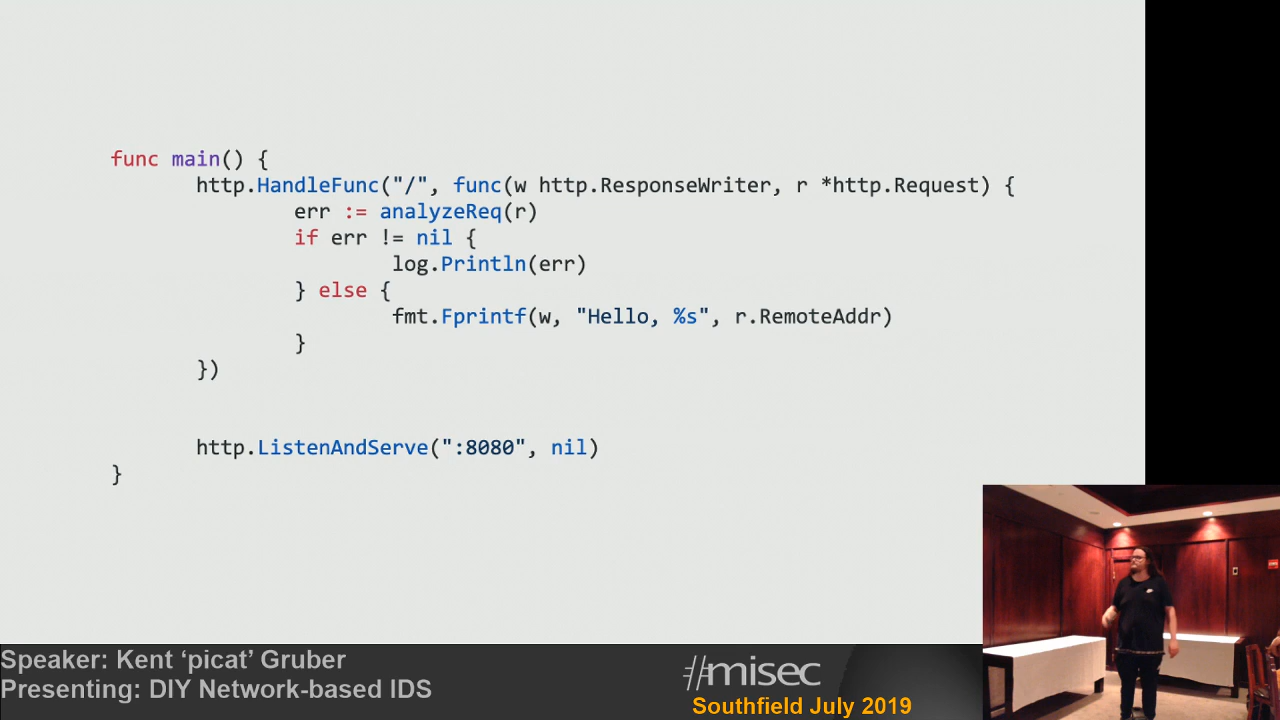 func main() {
http.HandleFunc("/", func(w http.ResponseWriter, r *http.Request) {
err := analyzeReq(r)
if err != nil {
log.Println(err)
} else {
fmt.Fprintf(w, "Hello, %s", r.RemoteAddr)
}
})
http.ListenAndServe(":8080", nil)
}
Speaker: Kent ‘picat’ Gruber
Presenting: DIY Network-based IDS
#misec
Southfield July 2019